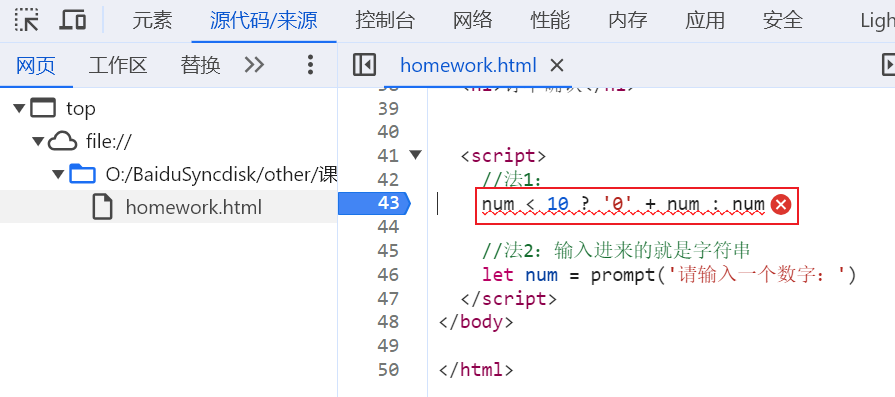 元素 源代码/来源 控制台 网络 性能 内存 应用 安全 Ligh
网页 工作区 替换 homework.html
top
file://
O:/BaiduSyncdisk/other/课
homework.html
39
40
41 <script>
42 //法1:
43 num < 10 ? '0' + num : num
44
45 //法2: 输入进来的就是字符串
46 let num = prompt('请输入一个数字: ')
47 </script>
48 </body>
49
50 </html>